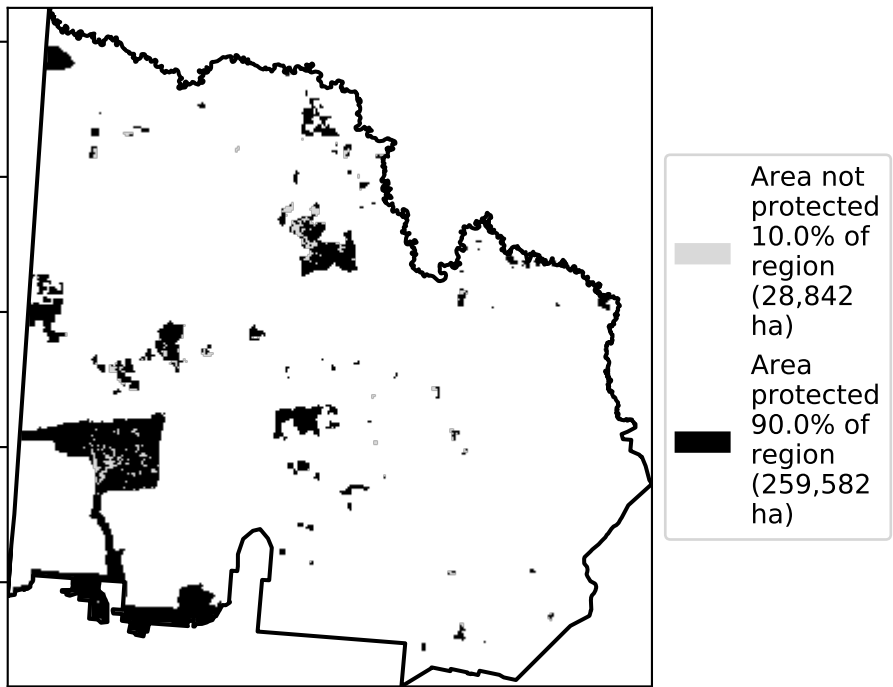 Area not
protected
10.0% of
region
(28,842
ha)
Area
protected
90.0% of
region
(259,582
ha)